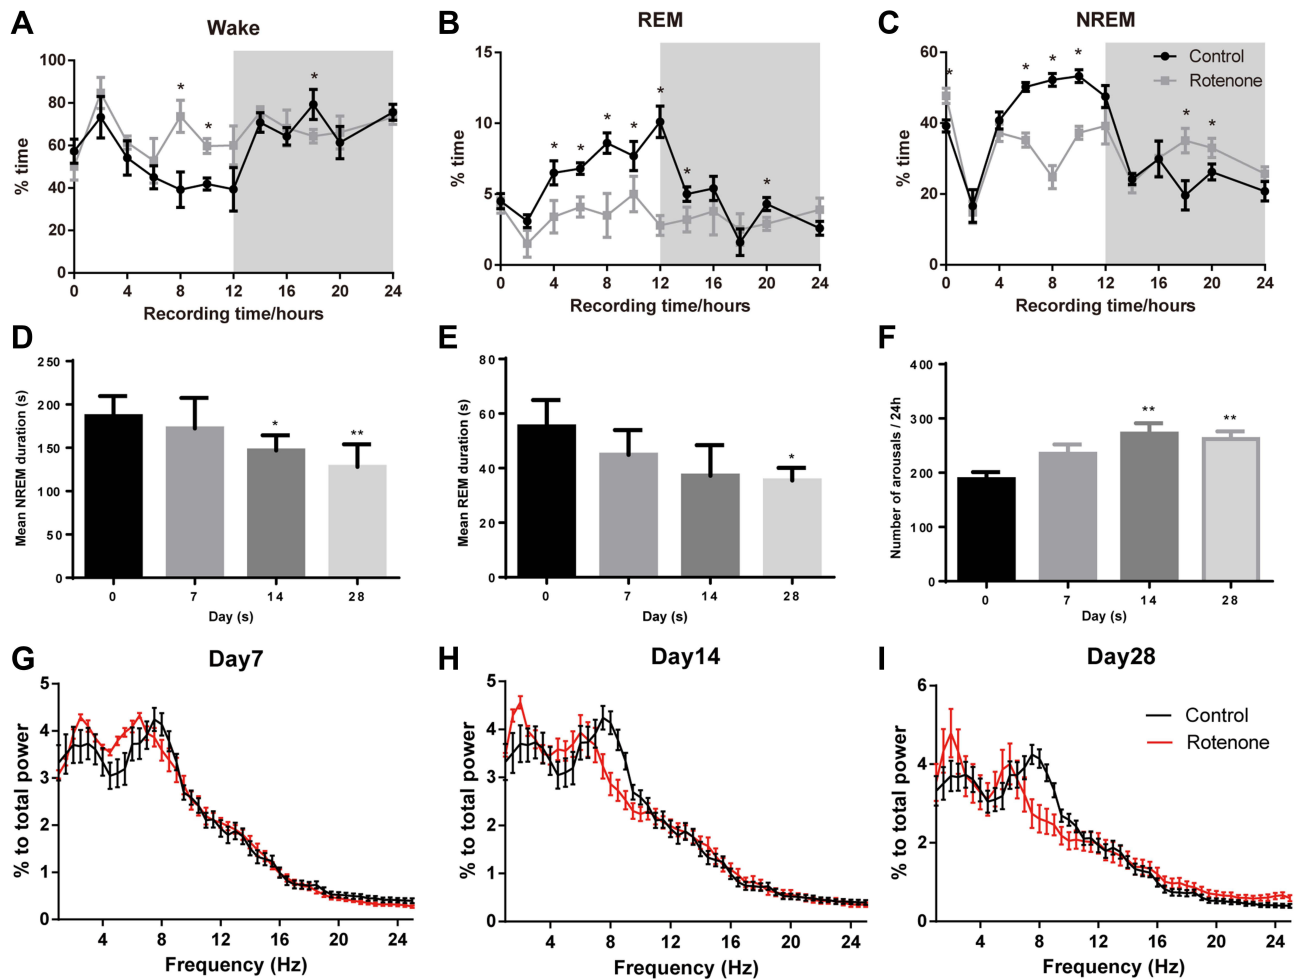 A
Wake
% time
100
80
60
40
20
0
*
*
*
0 4 8 12 16 20 24
Recording time/hours
B
REM
% time
15
10
5
0
*
*
*
*
*
*
*
0 4 8 12 16 20 24
Recording time/hours
C
NREM
% time
60
40
20
0
Control
Rotenone
*
*
*
*
*
*
0 4 8 12 16 20 24
Recording time/hours
D
Mean NREM duration (s)
250
200
150
100
50
0
*
**
0 7 14 28
Day (s)
E
Mean REM duration (s)
80
60
40
20
0
*
0 7 14 28
Day (s)
F
Number of arousals / 24h
400
300
200
100
0
**
**
0 7 14 28
Day (s)
G
Day7
% to total power
5
4
3
2
1
0
4 8 12 16 20 24
Frequency (Hz)
H
Day14
% to total power
5
4
3
2
1
0
4 8 12 16 20 24
Frequency (Hz)
I
Day28
% to total power
6
4
2
0
Control
Rotenone
4 8 12 16 20 24
Frequency (Hz)